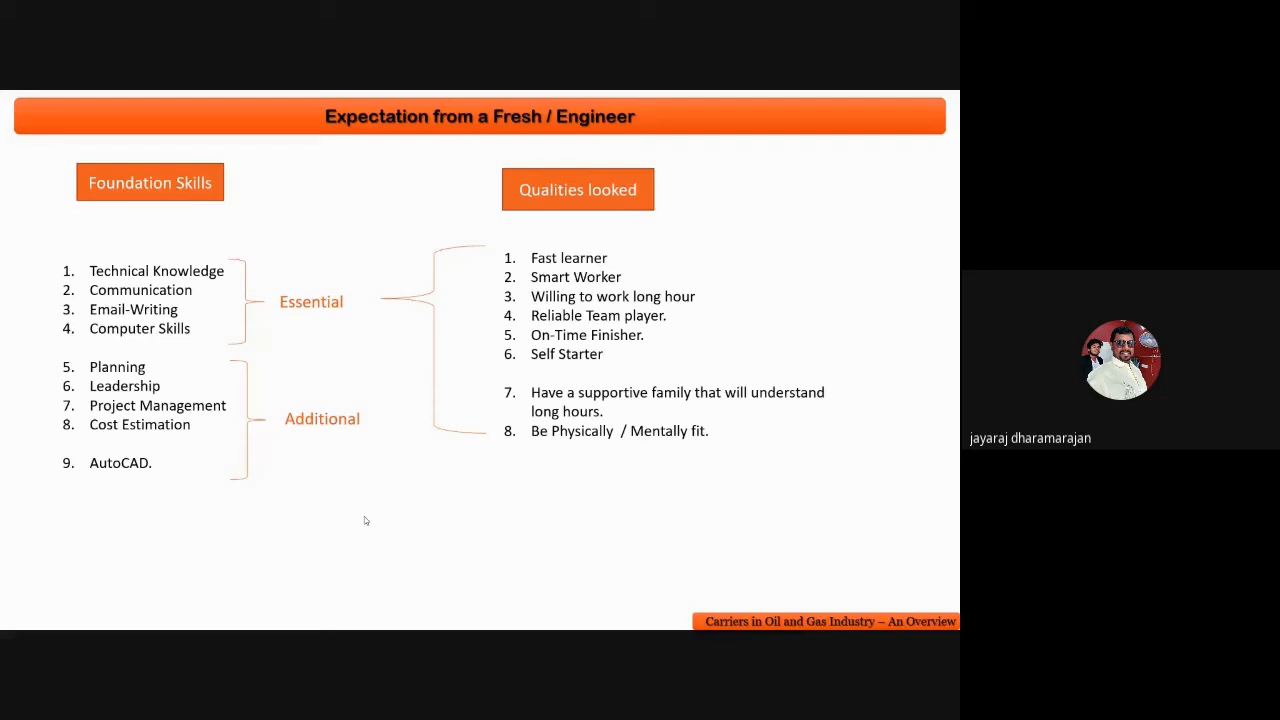 Expectation from a Fresh / Engineer
Foundation Skills
1. Technical Knowledge
2. Communication
3. Email-Writing
4. Computer Skills
Essential
5. Planning
6. Leadership
7. Project Management
8. Cost Estimation
9. AutoCAD.
Additional
Qualities looked
1. Fast learner
2. Smart Worker
3. Willing to work long hour
4. Reliable Team player.
5. On-Time Finisher.
6. Self Starter
7. Have a supportive family that will understand
long hours.
8. Be Physically / Mentally fit.
Carriers in Oil and Gas Industry – An Overview
jayaraj dharamarajan